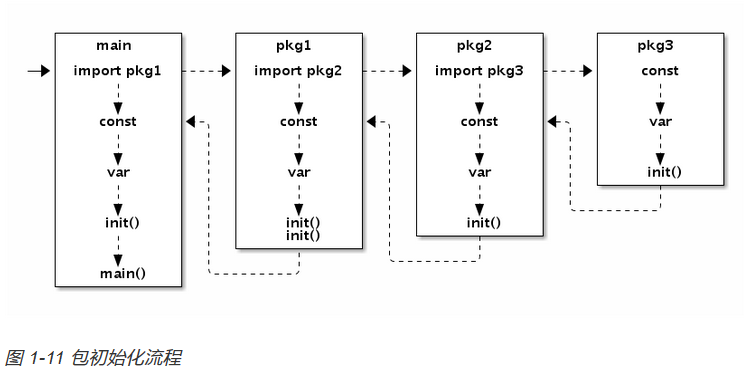 main
import pkg1
const
var
init()
main()
pkg1
import pkg2
const
var
init()
init()
pkg2
import pkg3
const
var
init()
pkg3
const
var
init()
图 1-11 包初始化流程